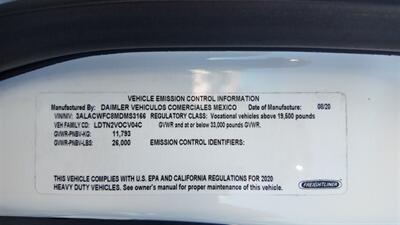 VEHICLE EMISSION CONTROL INFORMATION
Manufactured By: DAIMLER VEHICULOS COMERCIALES MEXICO Date of Manufacture: 08/20
VIN/NIV: 3ALACWFC8MDMS3166 REGULATORY CLASS: Vocational vehicles above 19,500 pounds
VEH FAMILY CD: LDTN2VOCV04C GVWR and at or below 33,000 pounds GVWR.
GVWR-PNBV-KG: 11,793
GVWR-PNBV-LBS: 26,000 EMISSION CONTROL IDENTIFIERS:
THIS VEHICLE COMPLIES WITH U.S. EPA AND CALIFORNIA REGULATIONS FOR 2020
HEAVY DUTY VEHICLES. See owner's manual for proper maintenance of this vehicle.
FREIGHTLINER